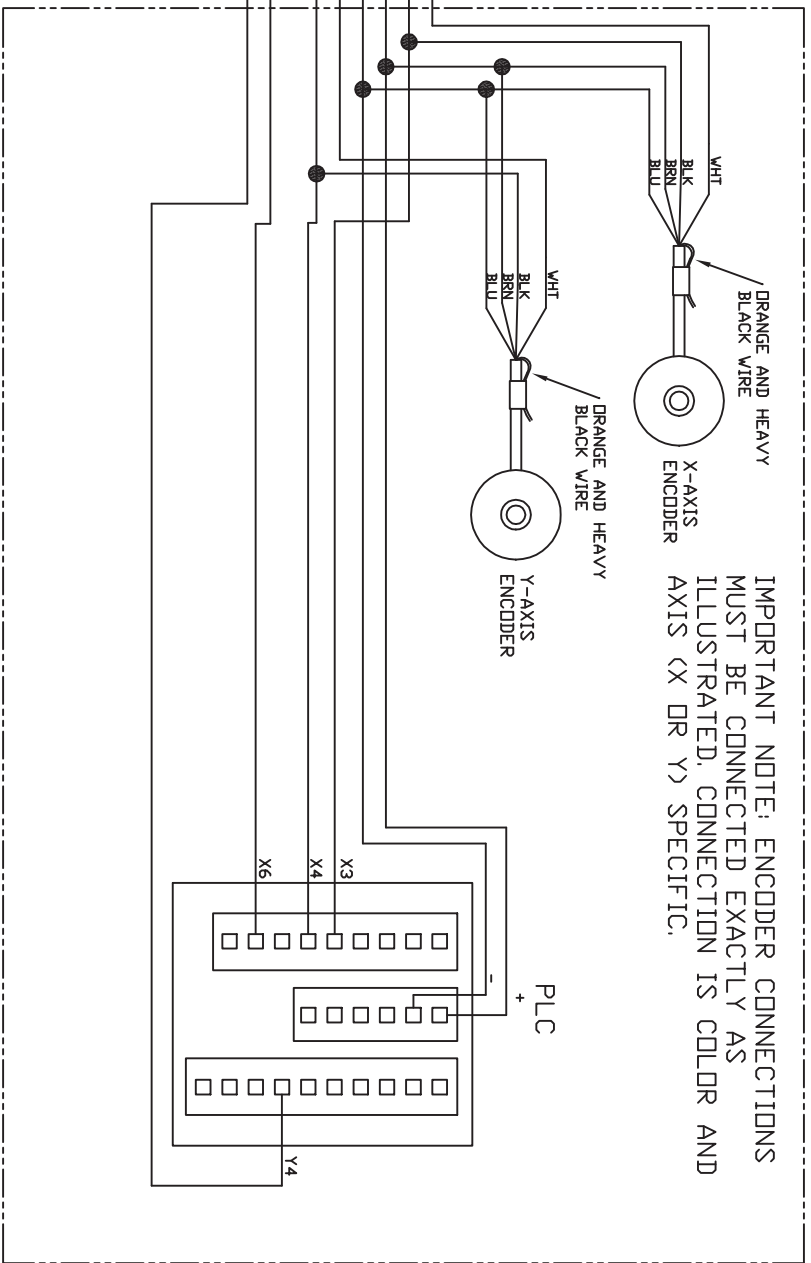 IMPORTANT NOTE: ENCODER CONNECTIONS
MUST BE CONNECTED EXACTLY AS
ILLUSTRATED. CONNECTION IS COLOR AND
AXIS (X OR Y) SPECIFIC.
ORANGE AND HEAVY
BLACK WIRE
X-AXIS
ENCODER
WHT
BLK
BRN
BLU
ORANGE AND HEAVY
BLACK WIRE
Y-AXIS
ENCODER
WHT
BLK
BRN
BLU
PLC
+
-
X3
X4
X6
Y4